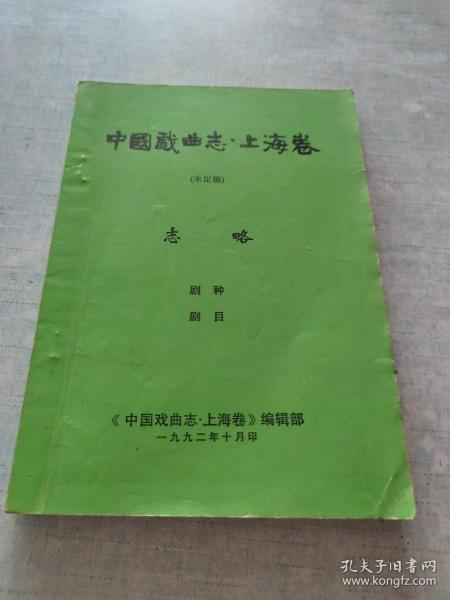 中國戲曲志·上海卷
(未定稿)
志 略
剧 种
剧 目
《中国戏曲志·上海卷》编辑部
一九九二年十月印
孔夫子旧书网
www.kongfz.com